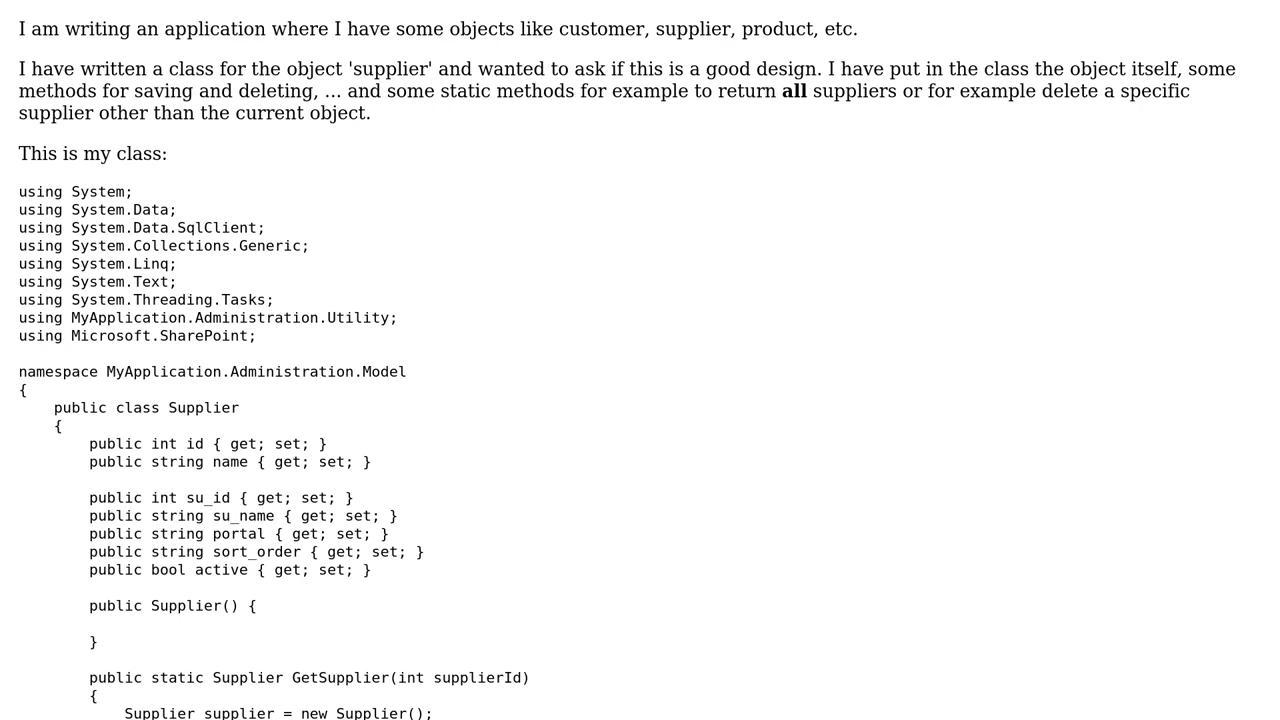 I am writing an application where I have some objects like customer, supplier, product, etc.
I have written a class for the object 'supplier' and wanted to ask if this is a good design. I have put in the class the object itself, some
methods for saving and deleting, ... and some static methods for example to return all suppliers or for example delete a specific
supplier other than the current object.
This is my class:
using System;
using System.Data;
using System.Data.SqlClient;
using System.Collections.Generic;
using System.Linq;
using System.Text;
using System.Threading.Tasks;
using MyApplication.Administration.Utility;
using Microsoft.SharePoint;
namespace MyApplication.Administration.Model
{
    public class Supplier
    {
        public int id { get; set; }
        public string name { get; set; }
        public int su_id { get; set; }
        public string su_name { get; set; }
        public string portal { get; set; }
        public string sort_order { get; set; }
        public bool active { get; set; }
        public Supplier() {
        }
        public static Supplier GetSupplier(int supplierId)
        {
            Supplier supplier = new Supplier();